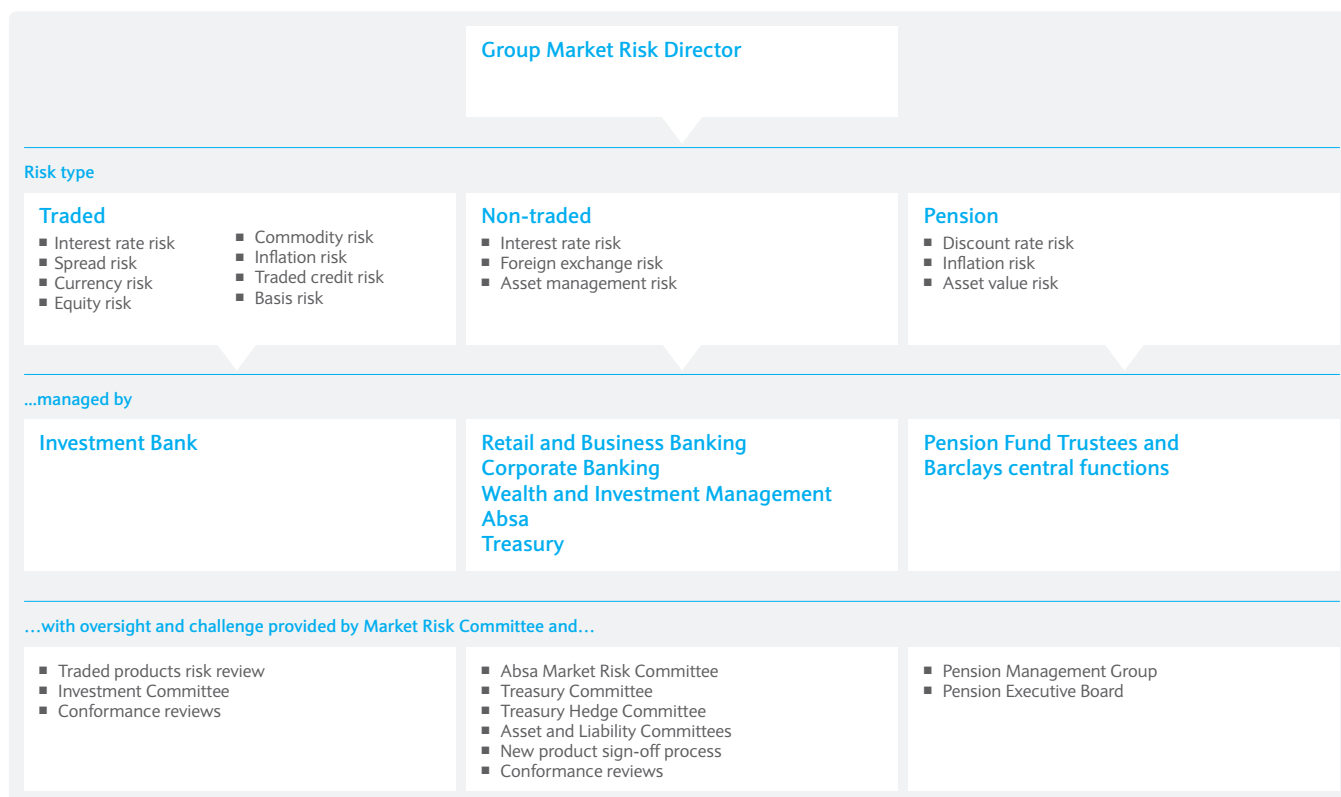 Group Market Risk Director
Risk type
Traded
■ Interest rate risk
■ Spread risk
■ Currency risk
■ Equity risk
■ Commodity risk
■ Inflation risk
■ Traded credit risk
■ Basis risk
Non-traded
■ Interest rate risk
■ Foreign exchange risk
■ Asset management risk
Pension
■ Discount rate risk
■ Inflation risk
■ Asset value risk
...managed by
Investment Bank
Retail and Business Banking
Corporate Banking
Wealth and Investment Management
Absa
Treasury
Pension Fund Trustees and
Barclays central functions
…with oversight and challenge provided by Market Risk Committee and…
■ Traded products risk review
■ Investment Committee
■ Conformance reviews
■ Absa Market Risk Committee
■ Treasury Committee
■ Treasury Hedge Committee
■ Asset and Liability Committees
■ New product sign-off process
■ Conformance reviews
■ Pension Management Group
■ Pension Executive Board